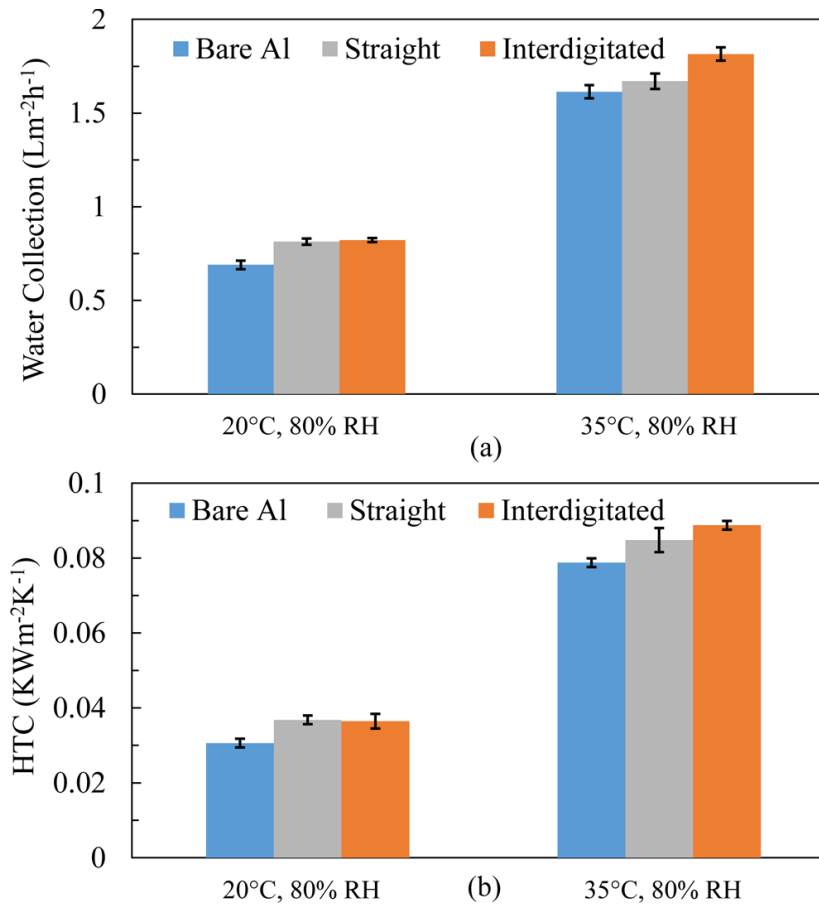 2
Bare Al Straight Interdigitated
1.5
1
0.5
0
Water Collection (Lm⁻²h⁻¹)
20°C, 80% RH 35°C, 80% RH
(a)
0.1
Bare Al Straight Interdigitated
0.08
0.06
0.04
0.02
0
HTC (KWm⁻²K⁻¹)
20°C, 80% RH (b) 35°C, 80% RH